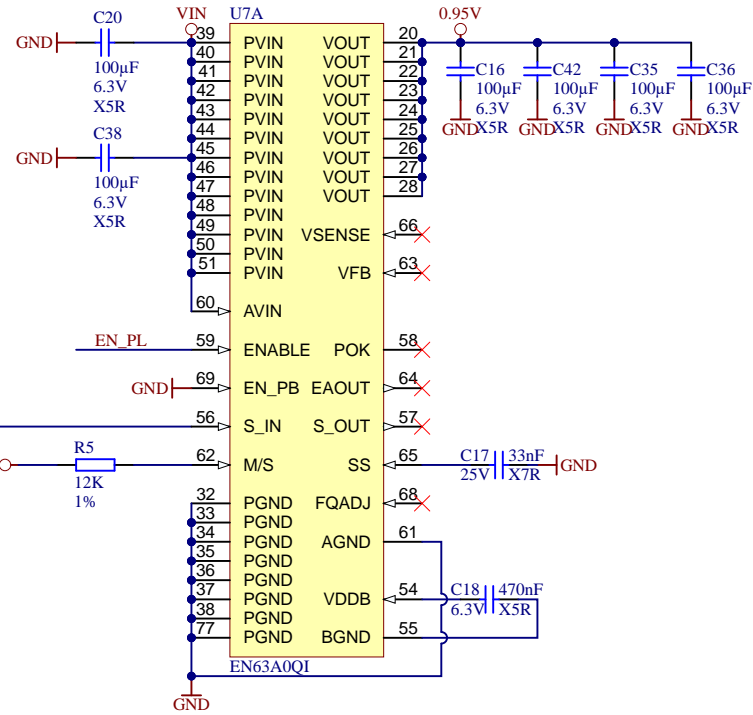 C20
GND
100µF
6.3V
X5R
C38
GND
100µF
6.3V
X5R
VIN
U7A
0.95V
39 PVIN VOUT 20
40 PVIN VOUT 21
41 PVIN VOUT 22
42 PVIN VOUT 23
43 PVIN VOUT 24
44 PVIN VOUT 25
45 PVIN VOUT 26
46 PVIN VOUT 27
47 PVIN VOUT 28
48 PVIN
49 PVIN VSENSE 66
50 PVIN
51 PVIN VFB 63
60 AVIN
EN_PL 59 ENABLE POK 58
GND 69 EN_PB EAOUT 64
56 S_IN S_OUT 57
R5
12K
1%
62 M/S SS 65
32 PGND FQADJ 68
33 PGND
34 PGND AGND 61
35 PGND
36 PGND
37 PGND VDDB 54
38 PGND
77 PGND BGND 55
EN63A0QI
GND
C16
100µF
6.3V
X5R
GND
C42
100µF
6.3V
X5R
GND
C35
100µF
6.3V
X5R
GND
C36
100µF
6.3V
X5R
GND
C17 33nF
25V X7R
GND
C18 470nF
6.3V X5R